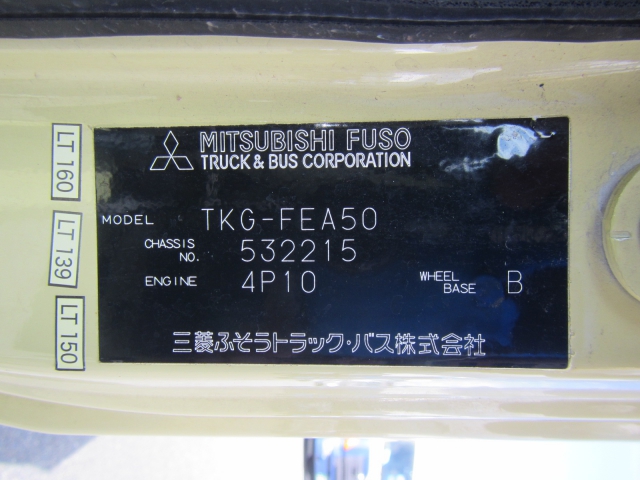 MITSUBISHI FUSO
TRUCK & BUS CORPORATION
MODEL TKG-FEA50
CHASSIS NO. 532215
ENGINE 4P10 WHEEL BASE B
三菱ふそうトラック・バス株式会社
LT 160
LT 139
LT 150